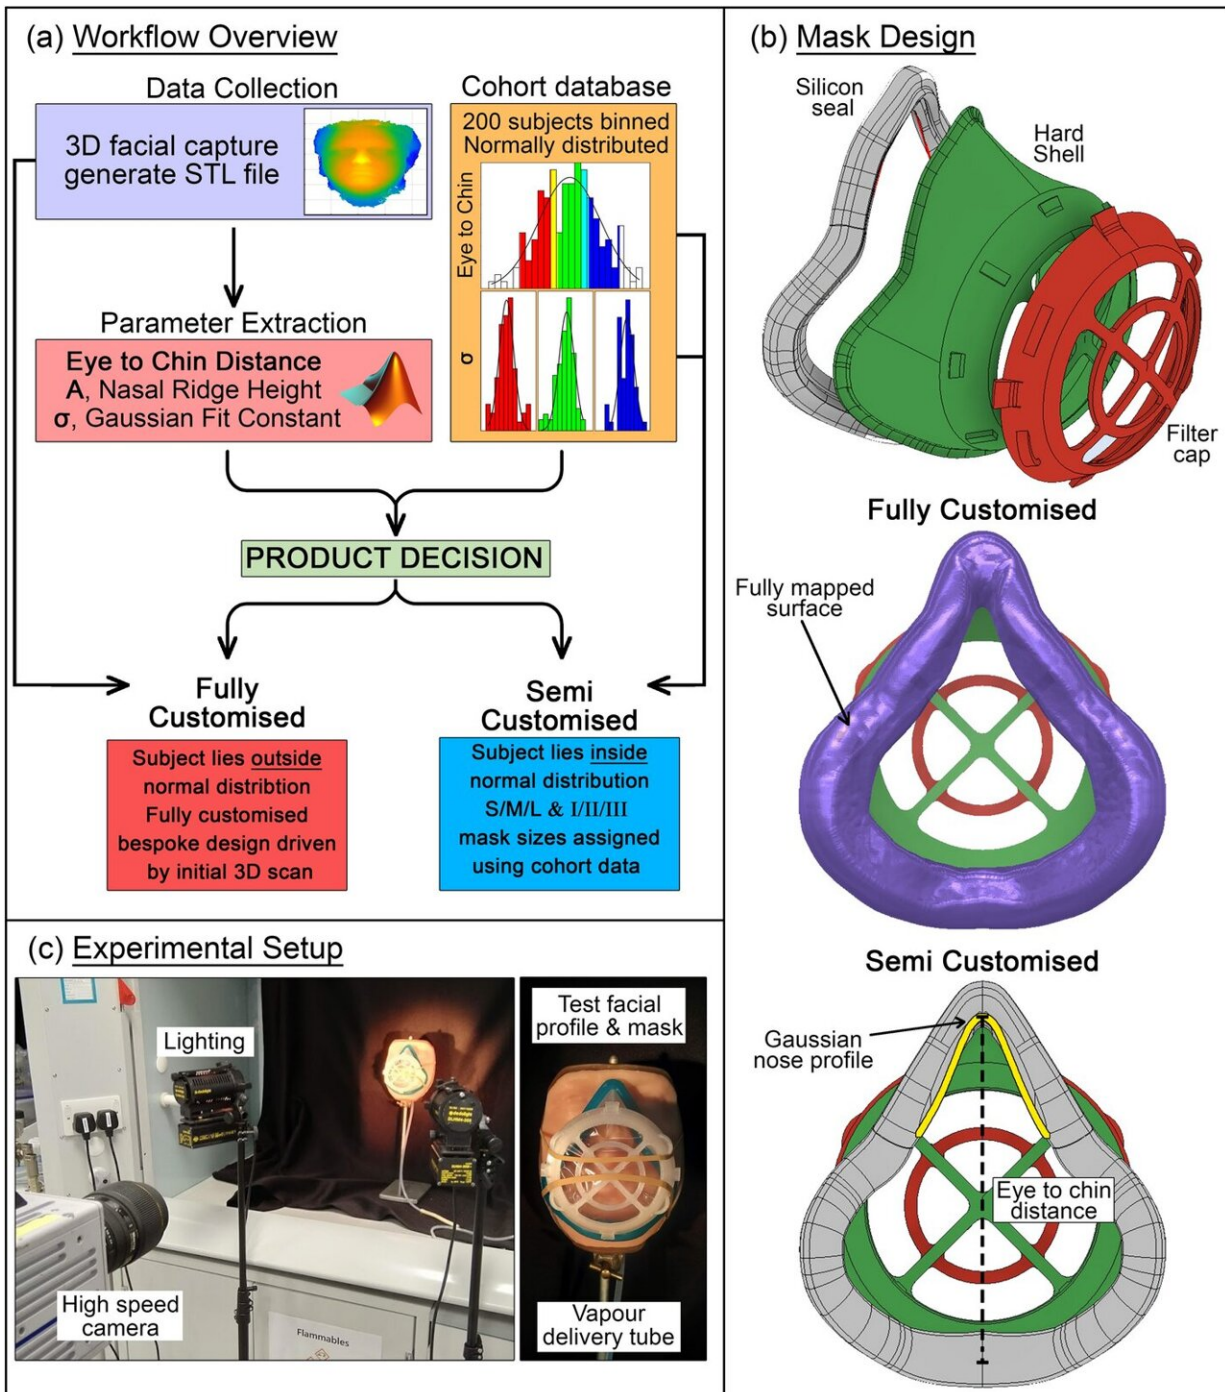 (a) Workflow Overview
Data Collection
3D facial capture
generate STL file
Cohort database
200 subjects binned
Normally distributed
Eye to Chin
σ
Parameter Extraction
Eye to Chin Distance
A, Nasal Ridge Height
σ, Gaussian Fit Constant
PRODUCT DECISION
Fully
Customised
Subject lies outside
normal distribtion
Fully customised
bespoke design driven
by initial 3D scan
Semi
Customised
Subject lies inside
normal distribution
S/M/L & I/II/III
mask sizes assigned
using cohort data
(b) Mask Design
Silicon
seal
Hard
Shell
Filter
cap
Fully Customised
Fully mapped
surface
Semi Customised
Gaussian
nose profile
Eye to chin
distance
(c) Experimental Setup
Lighting
High speed
camera
Flammables
Test facial
profile & mask
Vapour
delivery tube